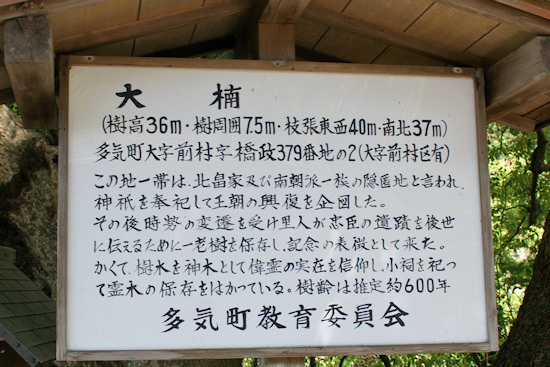 大　楠
(樹高36m・樹周囲7.5m・枝張東西40m・南北37m)
多気町大字前村字橋政379番地の2(大字前村区有)
この地一帯は、北畠家及び南朝派一族の隠匿地と言われ、
神祇を奉祀して王朝の興復を企図した。
その後時勢の変遷を受け里人が忠臣の遺蹟を後世
に伝えるために一老樹を保存し、記念の表徴として来た。
かくて、樹木を神木として偉霊の実在を信仰し、小祠を祀っ
て霊木の保存をはかっている。樹齢は推定約600年
多気町教育委員会